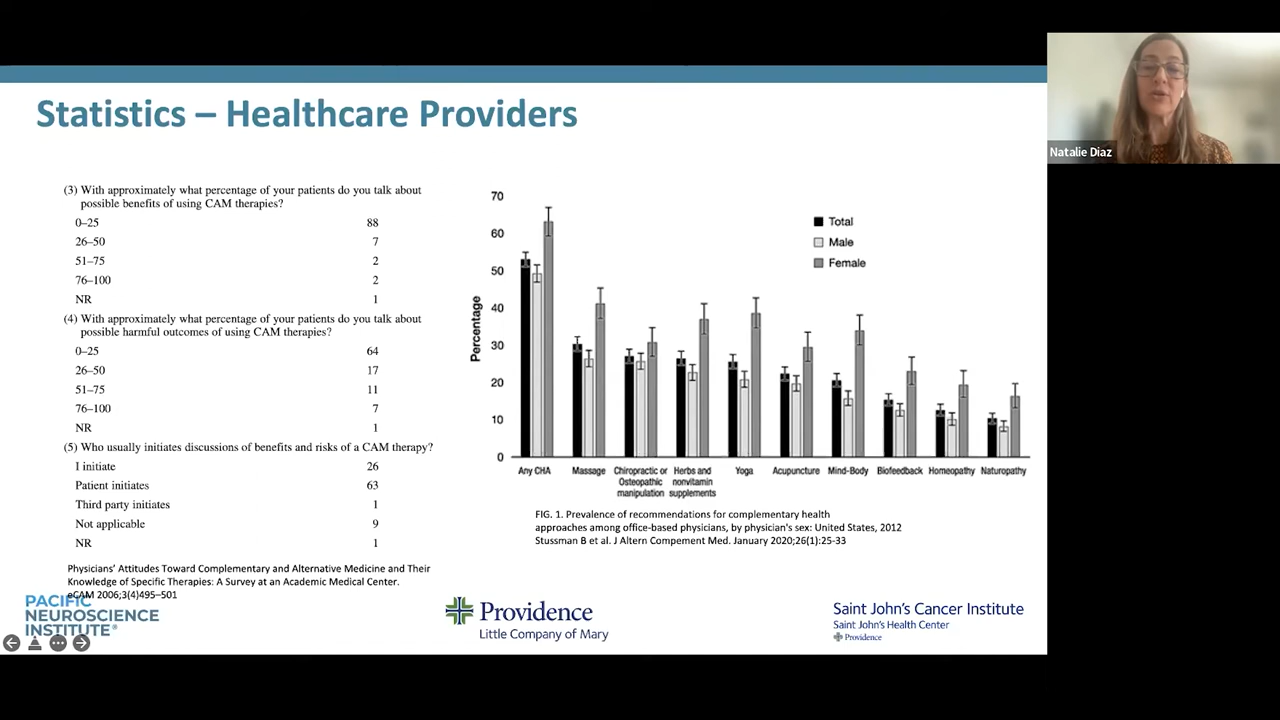 Statistics – Healthcare Providers
(3) With approximately what percentage of your patients do you talk about
possible benefits of using CAM therapies?
0–25 88
26–50 7
51–75 2
76–100 2
NR 1
(4) With approximately what percentage of your patients do you talk about
possible harmful outcomes of using CAM therapies?
0–25 64
26–50 17
51–75 11
76–100 7
NR 1
(5) Who usually initiates discussions of benefits and risks of a CAM therapy?
I initiate 26
Patient initiates 63
Third party initiates 1
Not applicable 9
NR 1
Physicians' Attitudes Toward Complementary and Alternative Medicine and Their
Knowledge of Specific Therapies: A Survey at an Academic Medical Center.
eCAM 2006;3(4)495–501
Percentage
70
60
50
40
30
20
10
0
Total
Male
Female
Any CHA
Massage
Chiropractic or
Osteopathic
manipulation
Herbs and
nonvitamin
supplements
Yoga
Acupuncture
Mind-Body
Biofeedback
Homeopathy
Naturopathy
FIG. 1. Prevalence of recommendations for complementary health
approaches among office-based physicians, by physician's sex: United States, 2012
Stussman B et al. J Altern Compement Med. January 2020;26(1):25-33
PACIFIC
NEUROSCIENCE
INSTITUTE®
Providence
Little Company of Mary
Saint John's Cancer Institute
Saint John's Health Center
Providence
Natalie Diaz